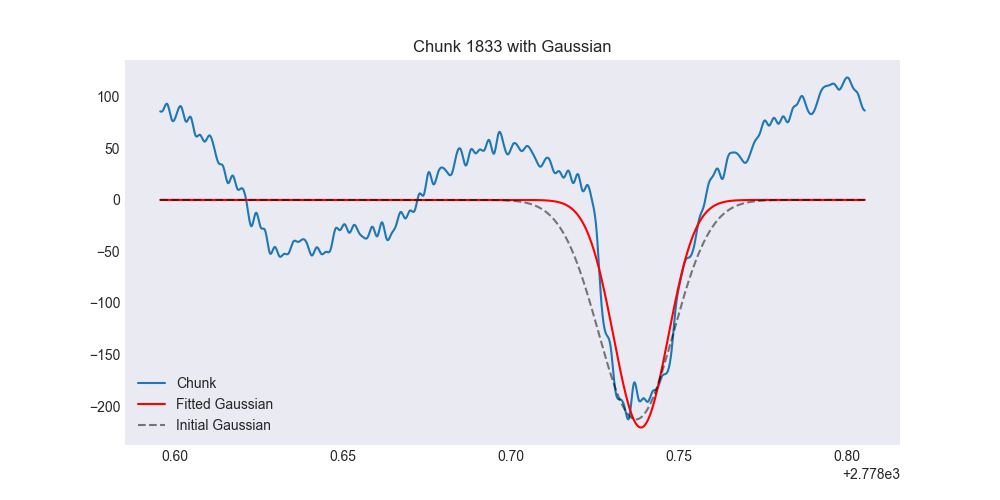 Chunk 1833 with Gaussian
100
50
0
−50
−100
−150
−200
Chunk
Fitted Gaussian
Initial Gaussian
0.60 0.65 0.70 0.75 0.80
+2.778e3